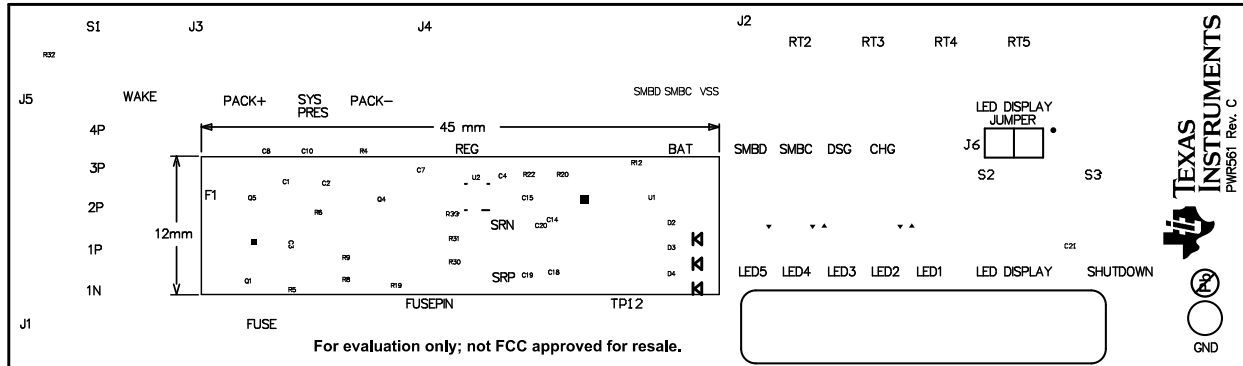 S1
J3
J4
J2
R32
RT2 RT3 RT4 RT5
J5
WAKE
PACK+
SYS
PRES
PACK-
SMBD SMBC VSS
LED DISPLAY
JUMPER
J6
4P
45 mm
C8 C10 R4
REG
BAT
SMBD SMBC DSG CHG
3P
C7
R12
S2
S3
F1
C1
C2
U2
C4
R22
R20
Q5
Q4
C15
U1
2P
R6
R33
SRN
C14
C20
D2
12mm
1P
R31
D3
R9
R30
SRP
C19
C18
D4
Q1
R8
R19
R5
1N
C21
LED5 LED4 LED3 LED2 LED1
LED DISPLAY
SHUTDOWN
FUSEPIN
TP12
J1
FUSE
For evaluation only; not FCC approved for resale.
TEXAS
INSTRUMENTS
PWR561 Rev. C
Pb
GND